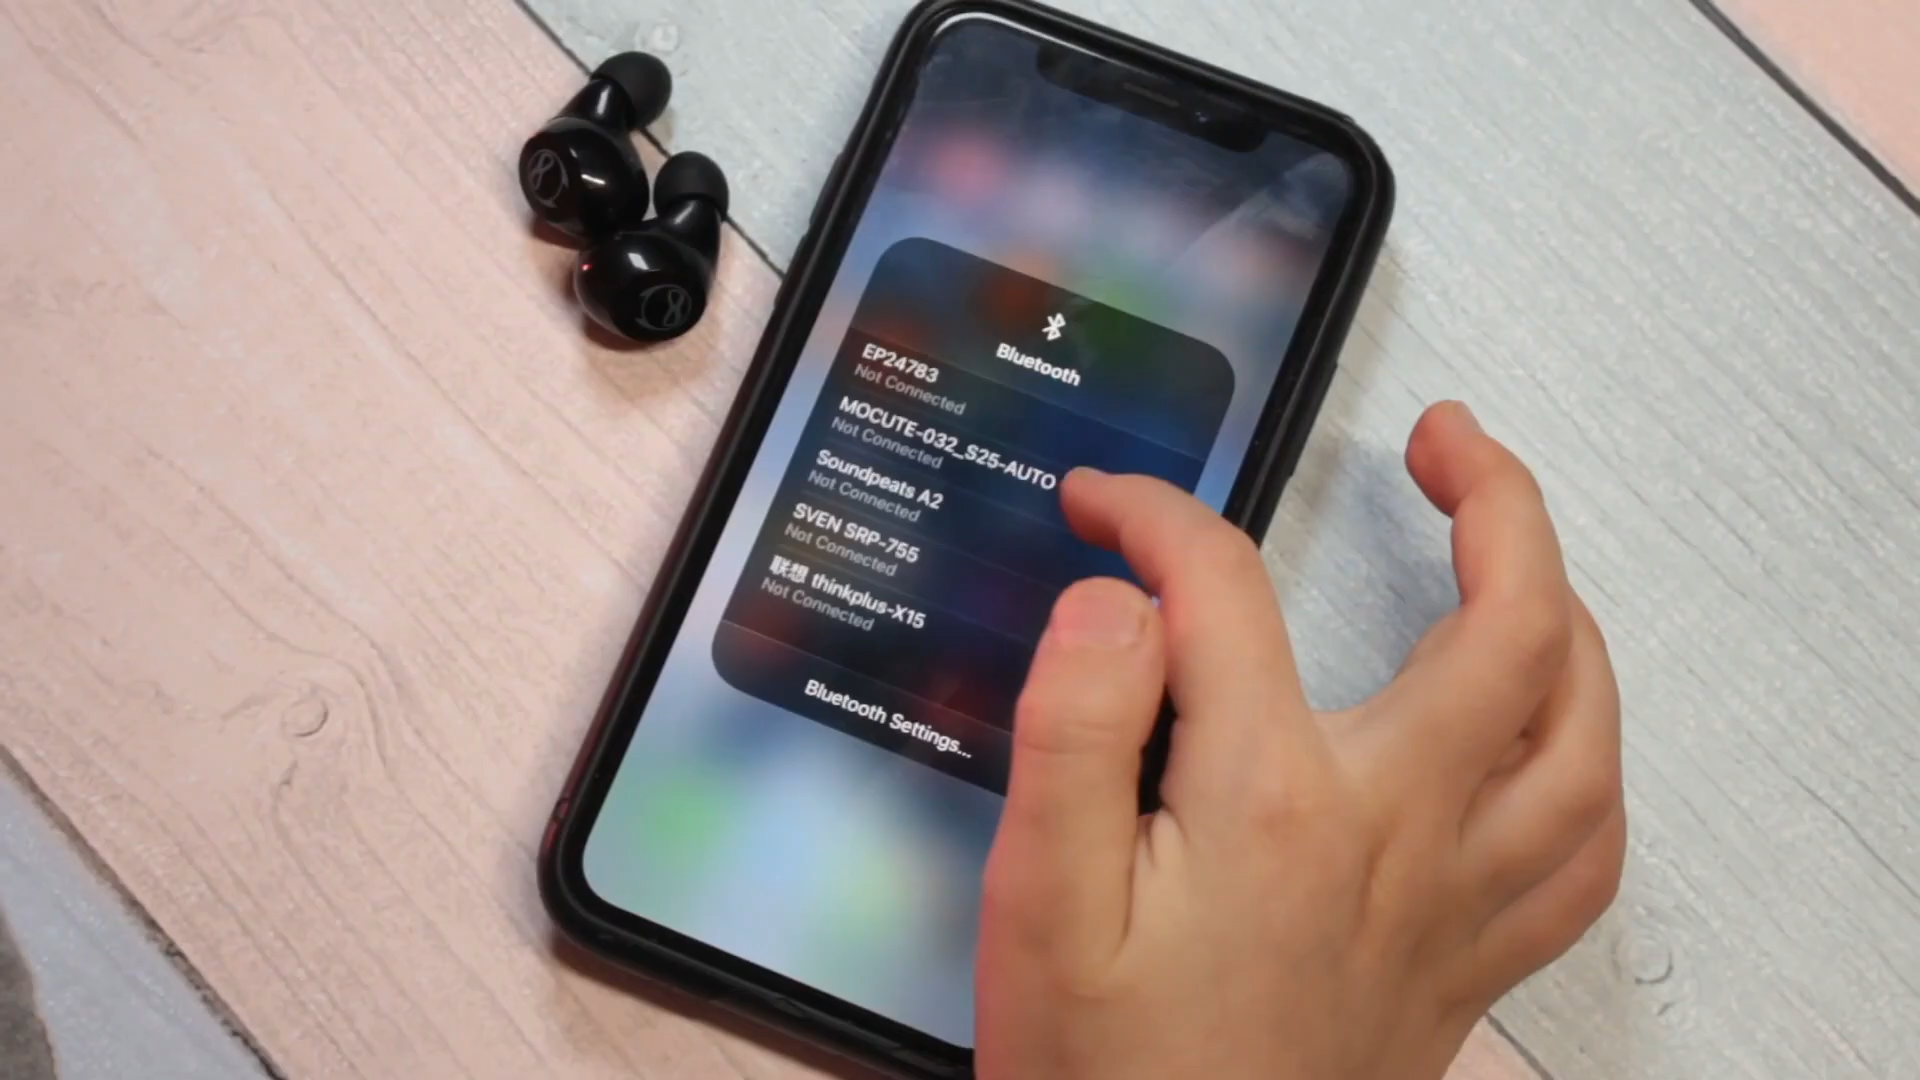 Bluetooth
EP24783
Not Connected
MOCUTE-032_S25-AUTO
Not Connected
Soundpeats A2
Not Connected
SVEN SRP-755
Not Connected
联想 thinkplus-X15
Not Connected
Bluetooth Settings...